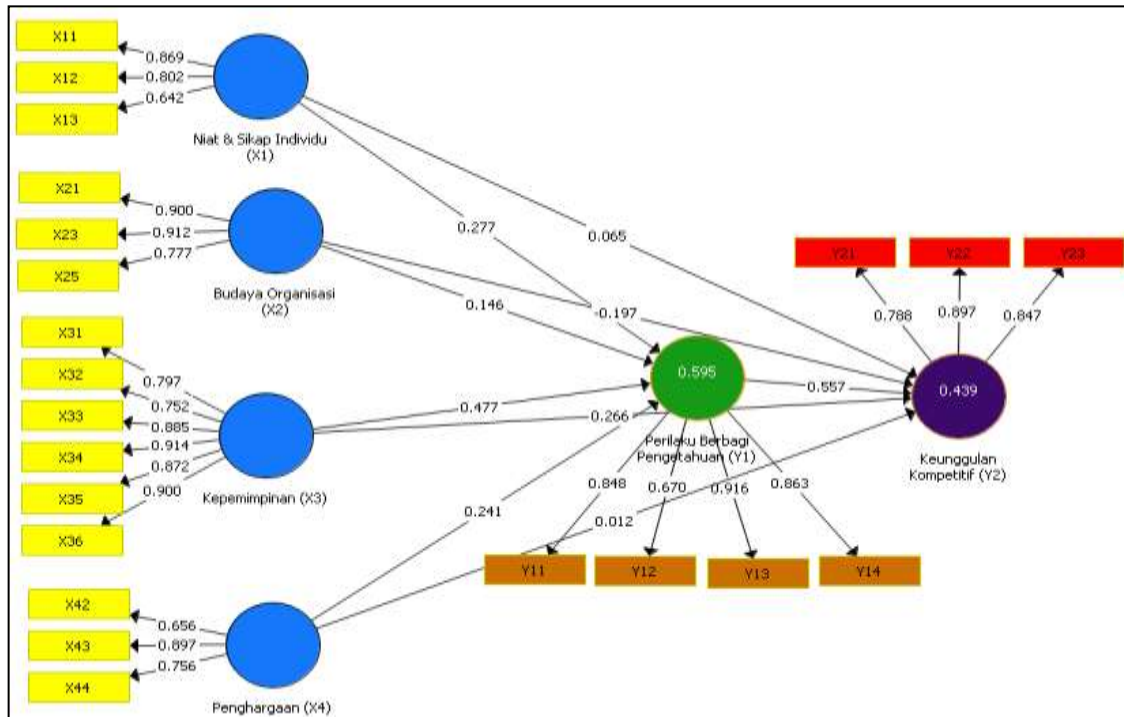 X11
X12
X13
0.869
0.802
0.642
Niat & Sikap Individu
(X1)
X21
X23
X25
0.900
0.912
0.777
Budaya Organisasi
(X2)
X31
X32
X33
X34
X35
X36
0.797
0.752
0.885
0.914
0.872
0.900
Kepemimpinan (X3)
X42
X43
X44
0.656
0.897
0.756
Penghargaan (X4)
0.277
0.065
0.146
-0.197
0.477
0.266
0.241
0.012
0.595
0.557
Perilaku Berbagi
Pengetahuan (Y1)
0.848
0.670
0.916
0.863
Y11
Y12
Y13
Y14
Y21
Y22
Y23
0.788
0.897
0.847
0.439
Keunggulan
Kompetitif (Y2)